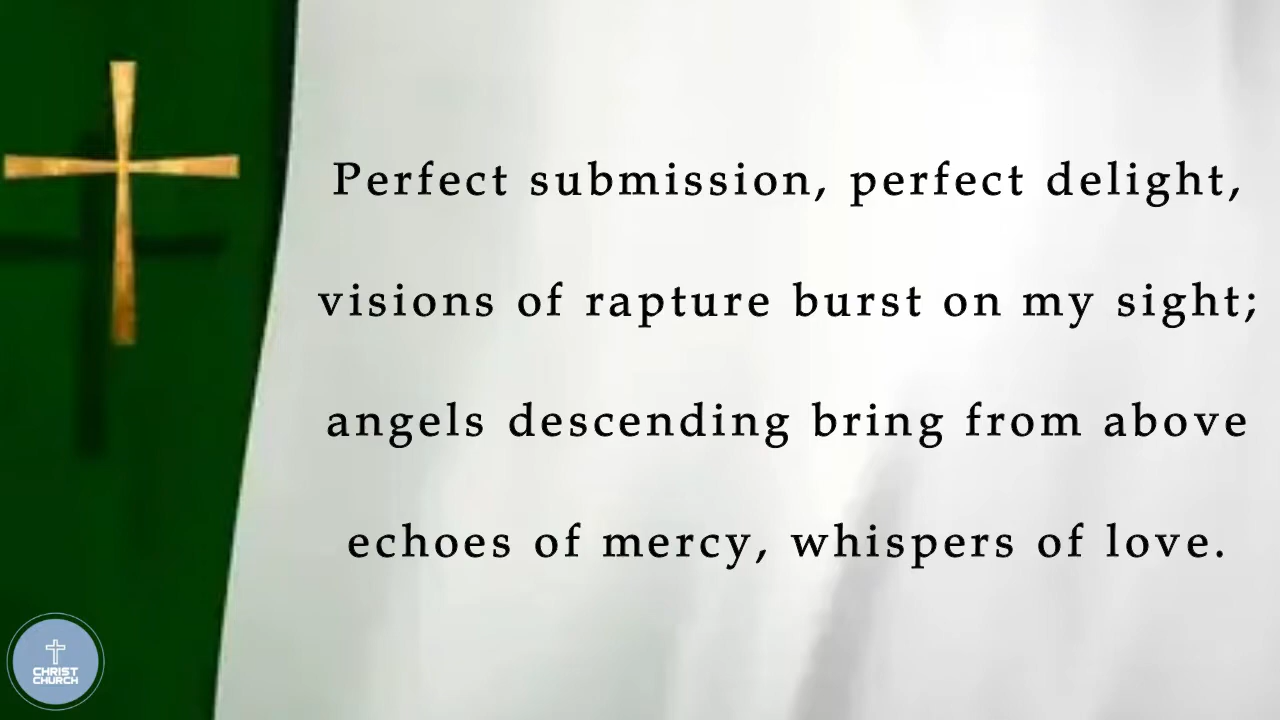 Perfect submission, perfect delight,
visions of rapture burst on my sight;
angels descending bring from above
echoes of mercy, whispers of love.
CHRIST
CHURCH